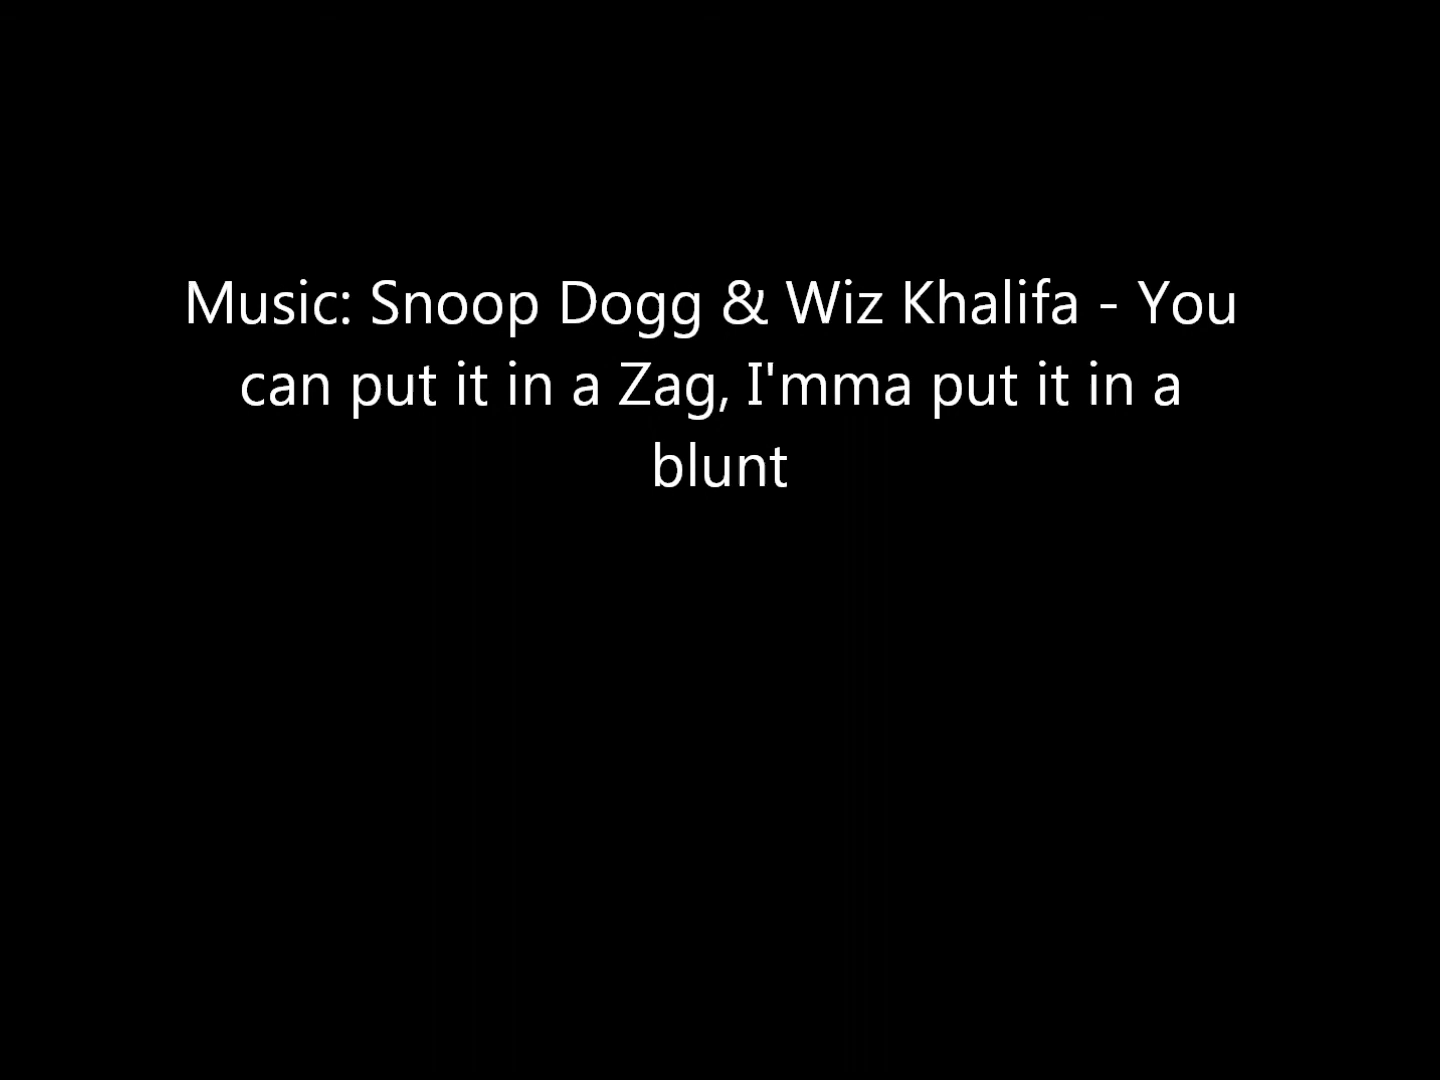 Music: Snoop Dogg & Wiz Khalifa - You
can put it in a Zag, I'mma put it in a
blunt